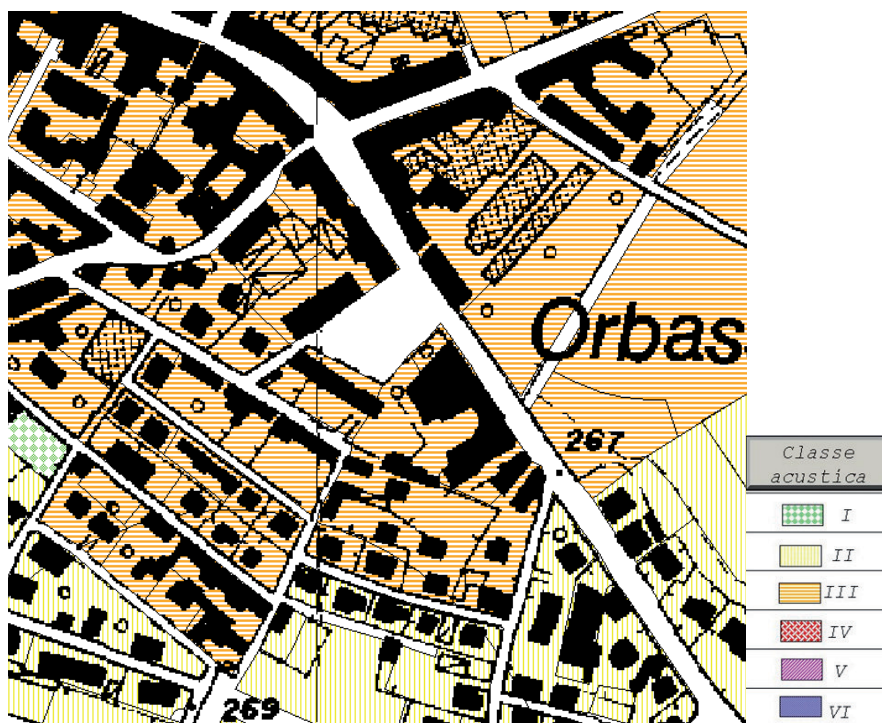 Orbas
267
269
Classe
acustica
I
II
III
IV
V
VI